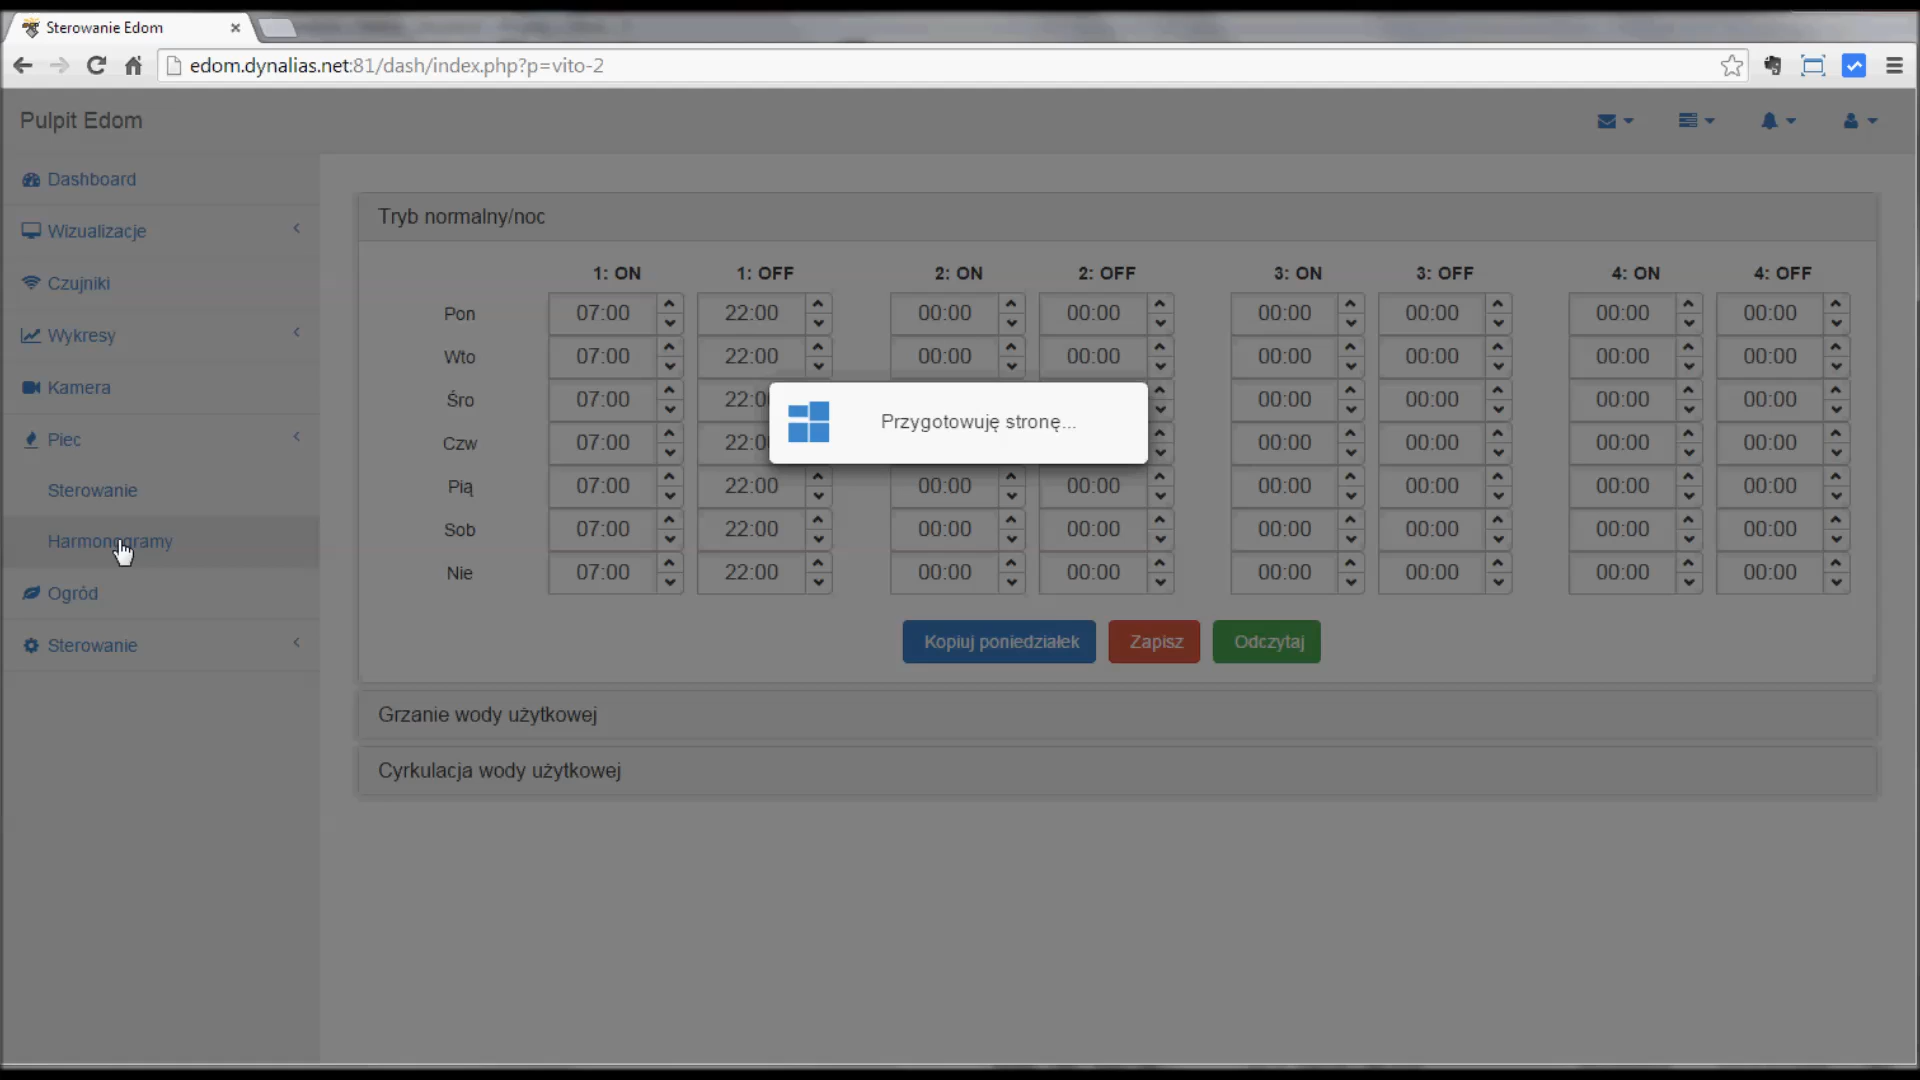 Sterowanie Edom
edom.dynalias.net:81/dash/index.php?p=vito-2
Pulpit Edom
Dashboard
Wizualizacje
Czujniki
Wykresy
Kamera
Piec
Sterowanie
Harmonogramy
Ogród
Sterowanie
Tryb normalny/noc
1: ON 1: OFF 2: ON 2: OFF 3: ON 3: OFF 4: ON 4: OFF
Pon 07:00 22:00 00:00 00:00 00:00 00:00 00:00 00:00
Wto 07:00 22:00 00:00 00:00 00:00 00:00 00:00 00:00
Śro 07:00 22:0 00:00 00:00 00:00 00:00
Czw 07:00 22:0 00:00 00:00 00:00 00:00
Pią 07:00 22:00 00:00 00:00 00:00 00:00 00:00 00:00
Sob 07:00 22:00 00:00 00:00 00:00 00:00 00:00 00:00
Nie 07:00 22:00 00:00 00:00 00:00 00:00 00:00 00:00
Przygotowuję stronę...
Kopiuj poniedziałek Zapisz Odczytaj
Grzanie wody użytkowej
Cyrkulacja wody użytkowej